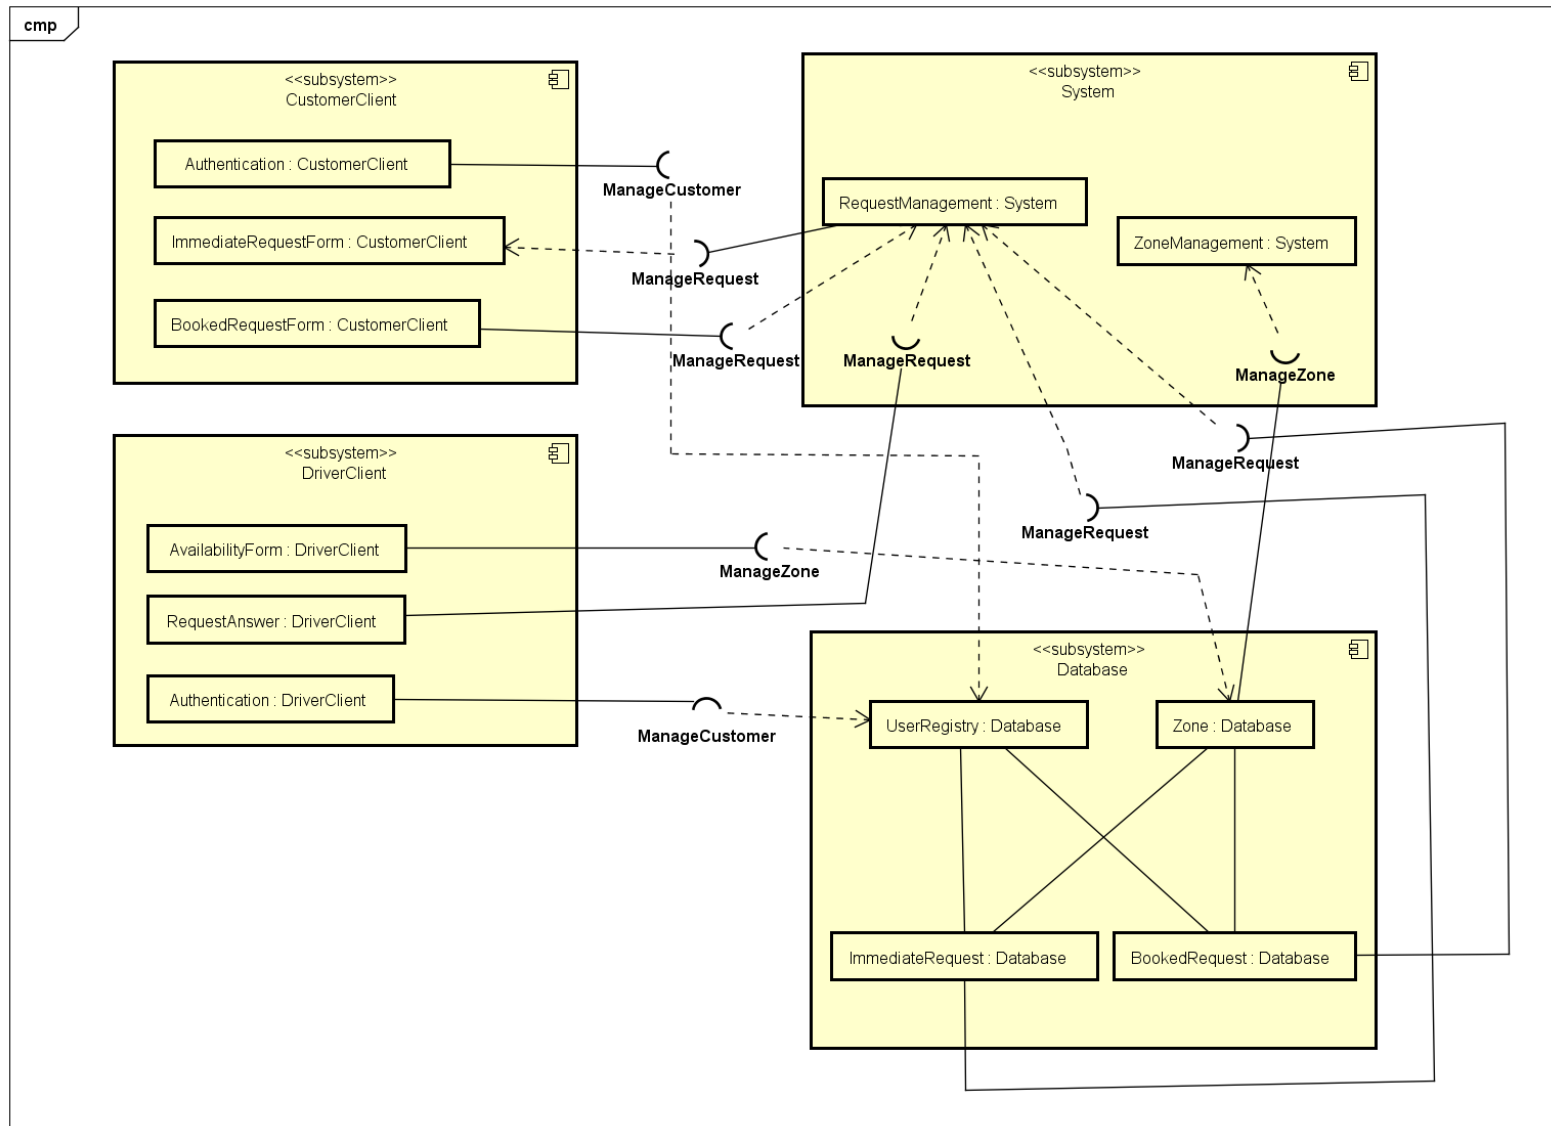 cmp
<<subsystem>>
CustomerClient
Authentication : CustomerClient
ImmediateRequestForm : CustomerClient
BookedRequestForm : CustomerClient
ManageCustomer
ManageRequest
ManageRequest
<<subsystem>>
System
RequestManagement : System
ZoneManagement : System
ManageRequest
ManageZone
ManageRequest
ManageRequest
<<subsystem>>
DriverClient
AvailabilityForm : DriverClient
RequestAnswer : DriverClient
Authentication : DriverClient
ManageZone
ManageCustomer
<<subsystem>>
Database
UserRegistry : Database
Zone : Database
ImmediateRequest : Database
BookedRequest : Database